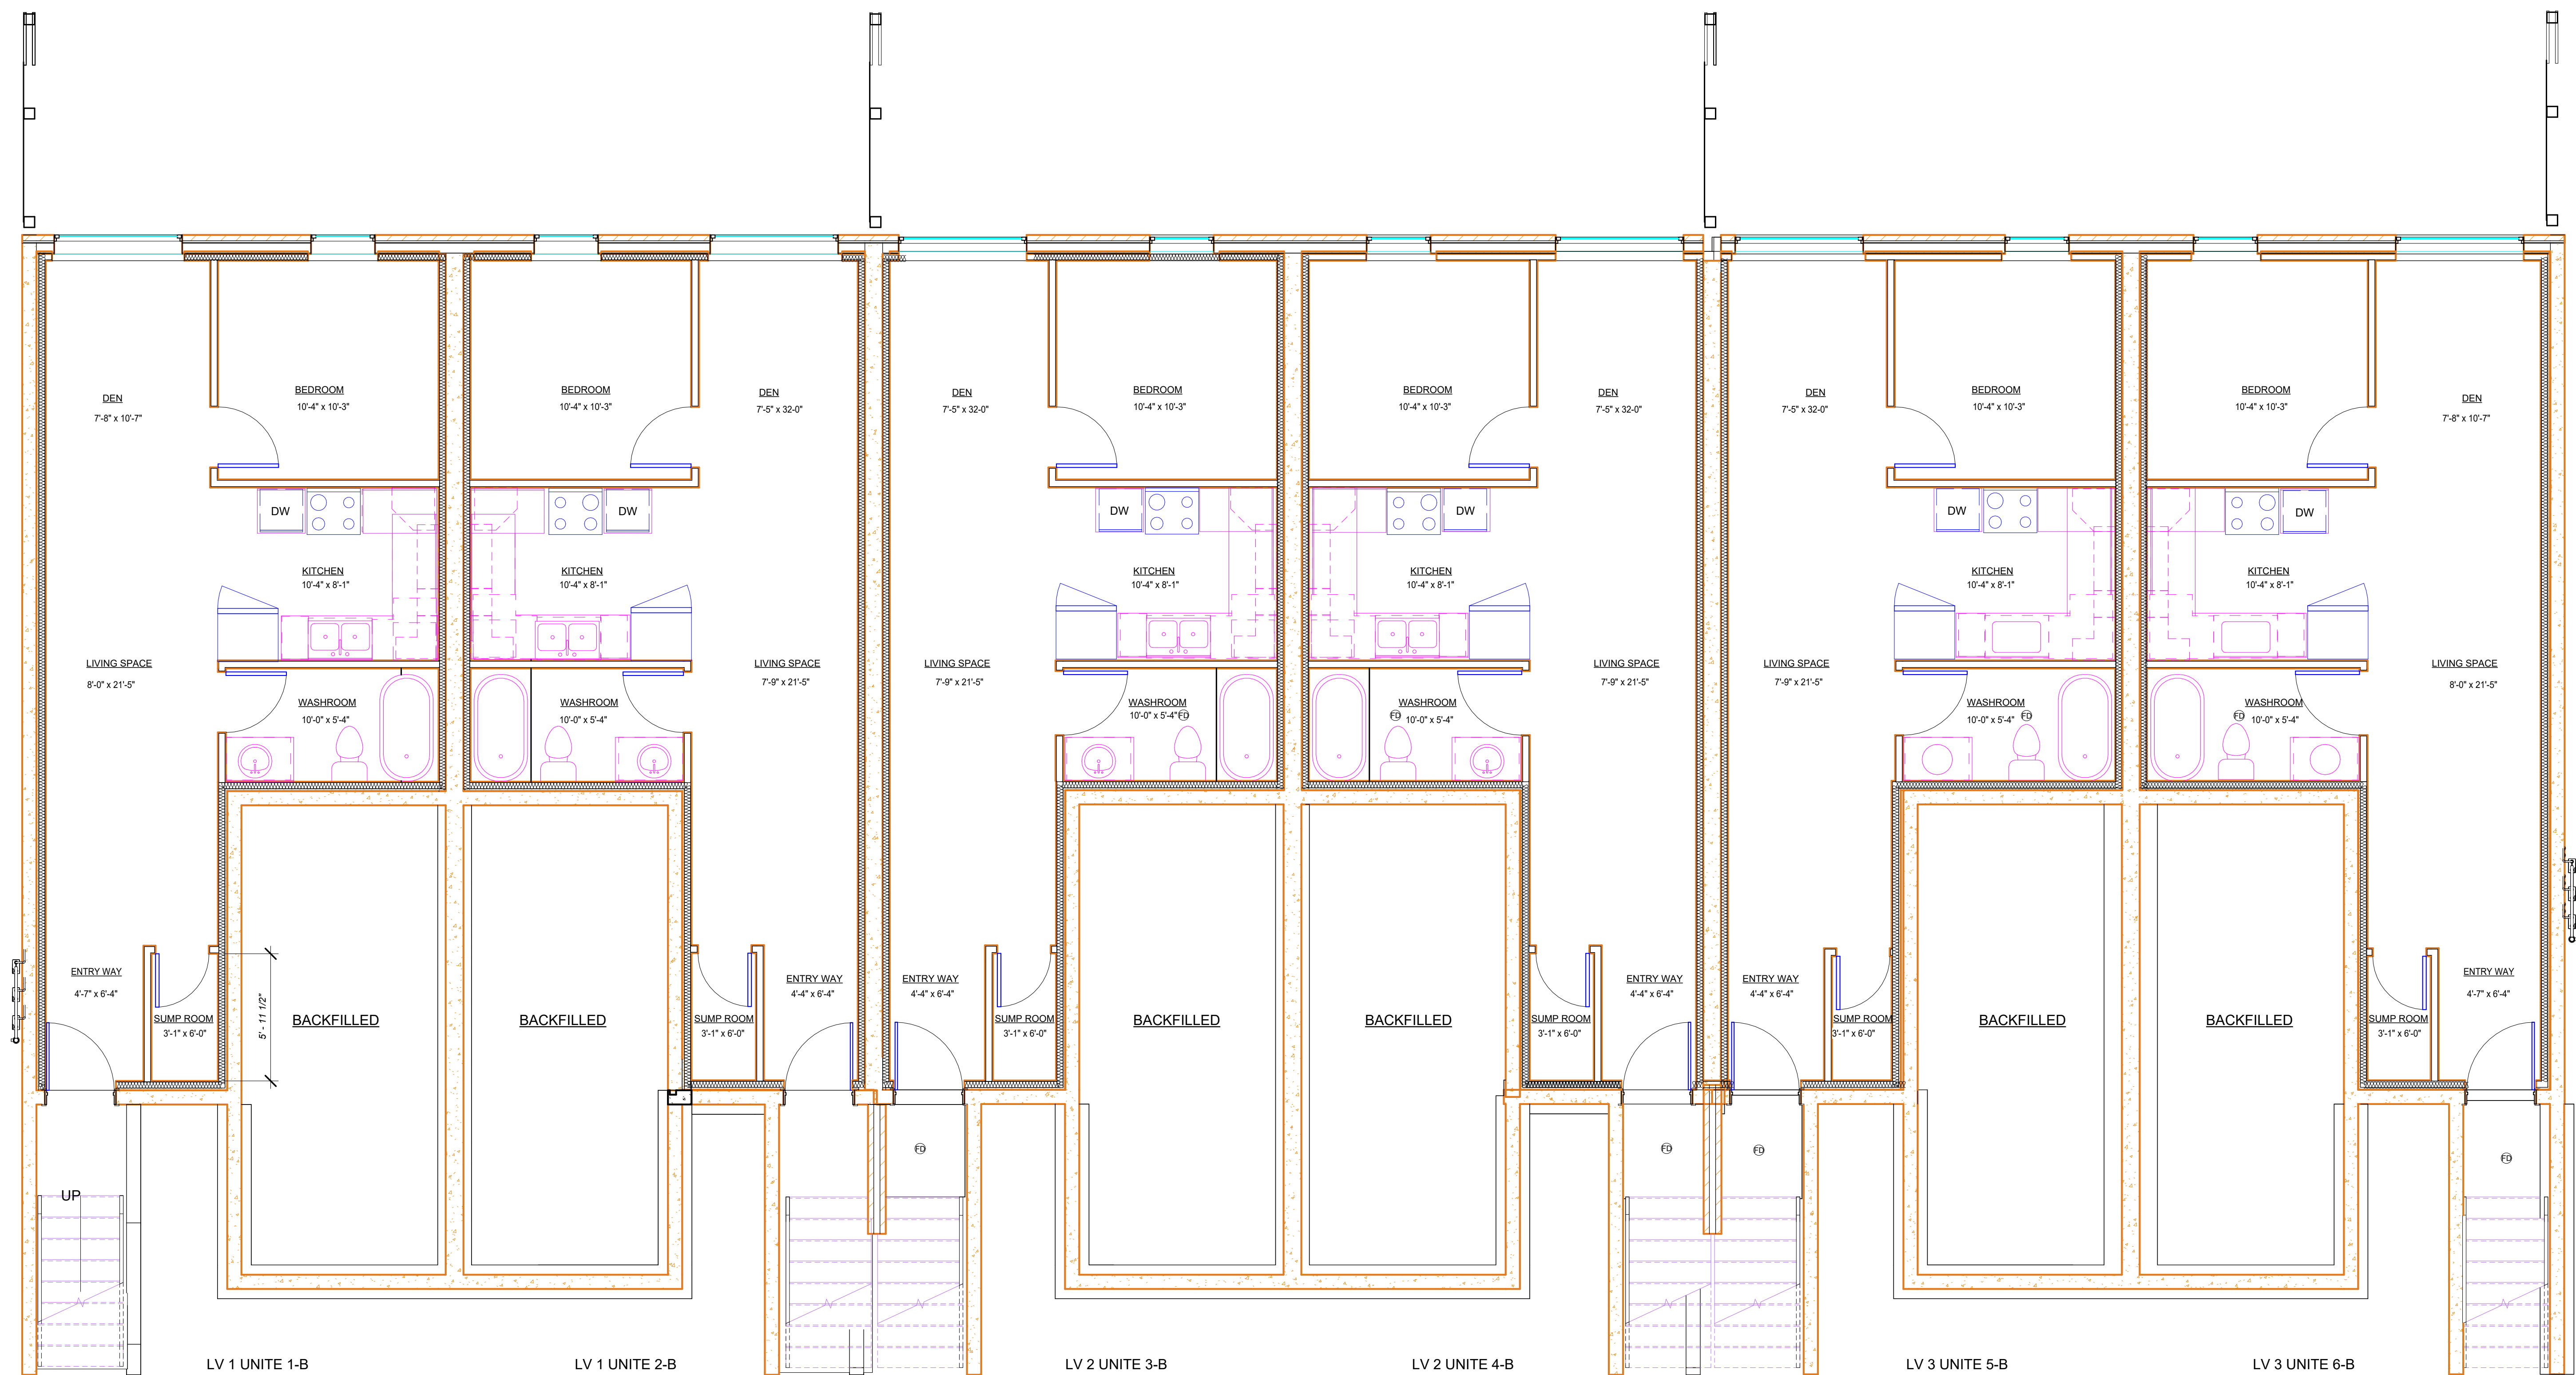 BEDROOM
BEDROOM
BEDROOM
BEDROOM
BEDROOM
BEDROOM
DEN
DEN
DEN
DEN
DEN
DEN
10'-4" x 10'-3"
10'-4" x 10'-3"
10'-4" x 10'-3"
10'-4" x 10'-3"
10'-4" x 10'-3"
10'-4" x 10'-3"
7'-8" x 10'-7"
7'-5" x 32-0"
7'-5" x 32-0"
7'-5" x 32-0"
7'-5" x 32-0"
7'-8" x 10'-7"
DW
DW
DW
DW
DW
DW
KITCHEN
KITCHEN
KITCHEN
KITCHEN
KITCHEN
KITCHEN
10'-4" x 8'-1"
10'-4" x 8'-1"
10'-4" x 8'-1"
10'-4" x 8'-1"
10'-4" x 8'-1"
10'-4" x 8'-1"
LIVING SPACE
LIVING SPACE
LIVING SPACE
LIVING SPACE
LIVING SPACE
LIVING SPACE
8'-0" x 21'-5"
7'-9" x 21'-5"
7'-9" x 21'-5"
7'-9" x 21'-5"
7'-9" x 21'-5"
8'-0" x 21'-5"
WASHROOM
WASHROOM
WASHROOM
WASHROOM
WASHROOM
WASHROOM
10'-0" x 5'-4"
10'-0" x 5'-4"
10'-0" x 5'-4"
FD
FD
10'-0" x 5'-4"
10'-0" x 5'-4"
FD
FD
10'-0" x 5'-4"
ENTRY WAY
ENTRY WAY
ENTRY WAY
ENTRY WAY
ENTRY WAY
ENTRY WAY
4'-7" x 6'-4"
4'-4" x 6'-4"
4'-4" x 6'-4"
4'-4" x 6'-4"
4'-4" x 6'-4"
4'-7" x 6'-4"
SUMP ROOM
5' - 11 1/2"
BACKFILLED
BACKFILLED
SUMP ROOM
SUMP ROOM
BACKFILLED
BACKFILLED
SUMP ROOM
SUMP ROOM
BACKFILLED
BACKFILLED
SUMP ROOM
3'-1" x 6'-0"
3'-1" x 6'-0"
3'-1" x 6'-0"
3'-1" x 6'-0"
3'-1" x 6'-0"
3'-1" x 6'-0"
FD
FD
FD
FD
UP
LV 1 UNITE 1-B
LV 1 UNITE 2-B
LV 2 UNITE 3-B
LV 2 UNITE 4-B
LV 3 UNITE 5-B
LV 3 UNITE 6-B